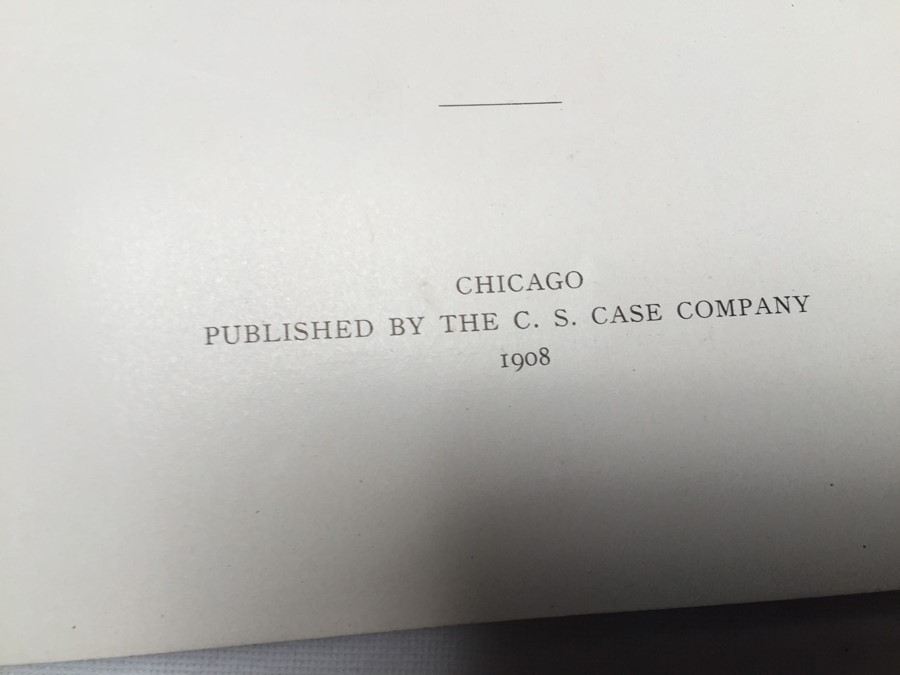 CHICAGO
PUBLISHED BY THE C. S. CASE COMPANY
1908